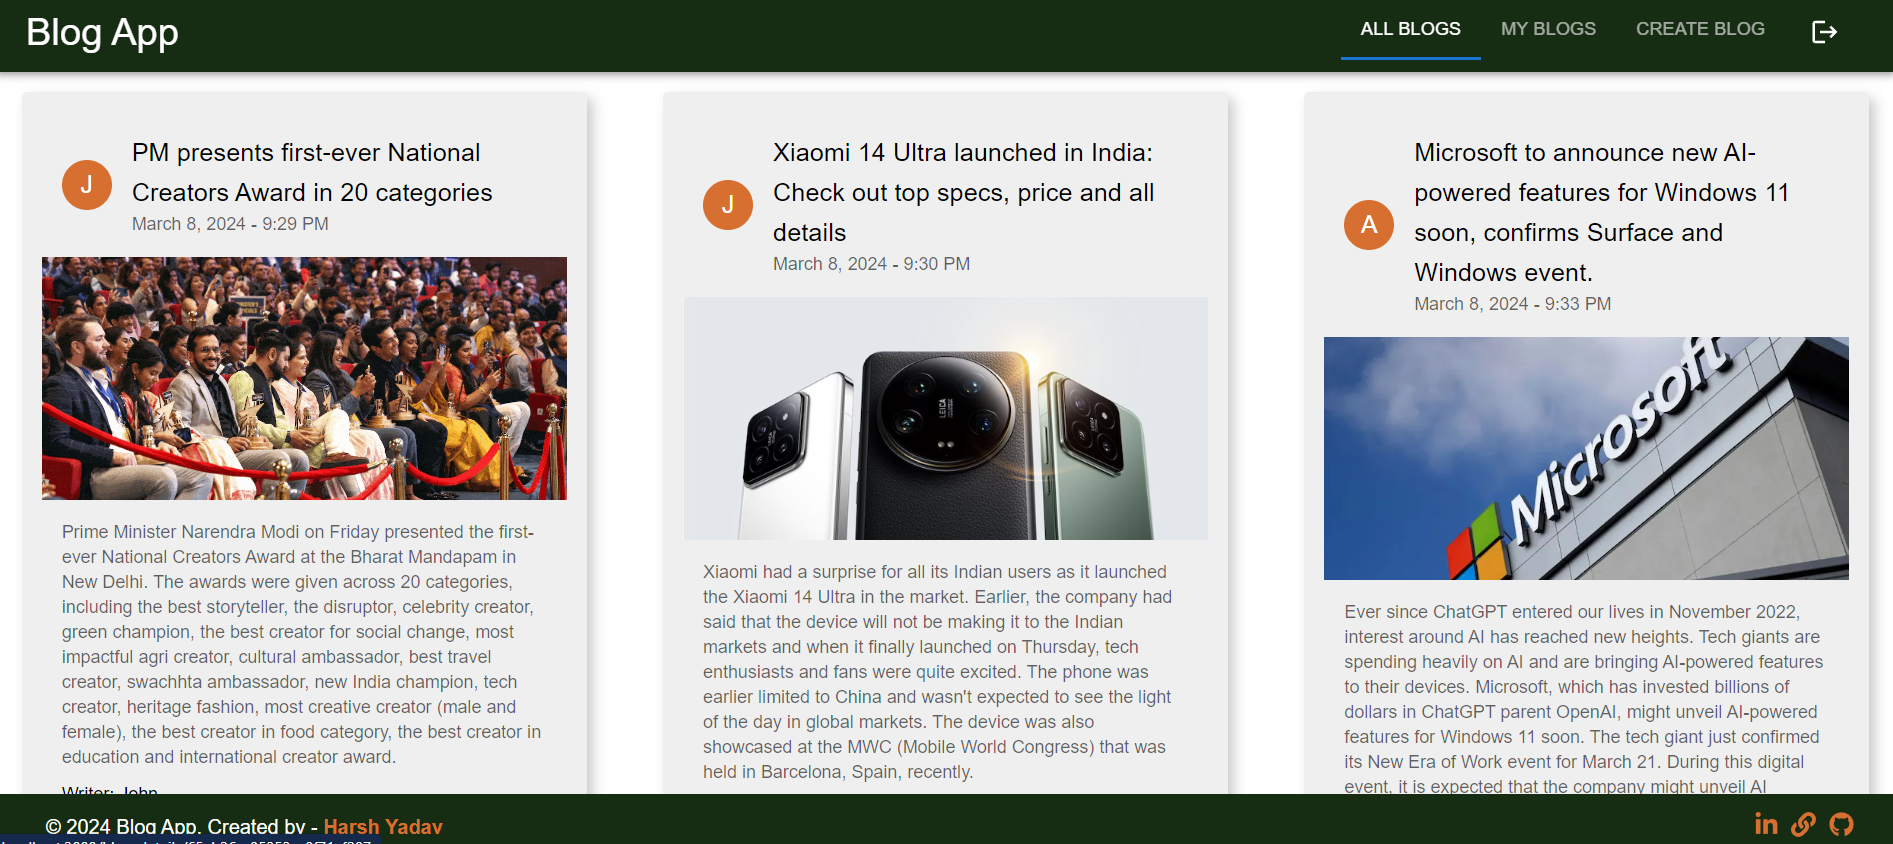 Blog App
ALL BLOGS
MY BLOGS
CREATE BLOG
J
PM presents first-ever National
Creators Award in 20 categories
March 8, 2024 - 9:29 PM
Prime Minister Narendra Modi on Friday presented the first-
ever National Creators Award at the Bharat Mandapam in
New Delhi. The awards were given across 20 categories,
including the best storyteller, the disruptor, celebrity creator,
green champion, the best creator for social change, most
impactful agri creator, cultural ambassador, best travel
creator, swachhta ambassador, new India champion, tech
creator, heritage fashion, most creative creator (male and
female), the best creator in food category, the best creator in
education and international creator award.
Writer: John
J
Xiaomi 14 Ultra launched in India:
Check out top specs, price and all
details
March 8, 2024 - 9:30 PM
LEICA
Xiaomi had a surprise for all its Indian users as it launched
the Xiaomi 14 Ultra in the market. Earlier, the company had
said that the device will not be making it to the Indian
markets and when it finally launched on Thursday, tech
enthusiasts and fans were quite excited. The phone was
earlier limited to China and wasn't expected to see the light
of the day in global markets. The device was also
showcased at the MWC (Mobile World Congress) that was
held in Barcelona, Spain, recently.
A
Microsoft to announce new AI-
powered features for Windows 11
soon, confirms Surface and
Windows event.
March 8, 2024 - 9:33 PM
Microsoft
Ever since ChatGPT entered our lives in November 2022,
interest around AI has reached new heights. Tech giants are
spending heavily on AI and are bringing AI-powered features
to their devices. Microsoft, which has invested billions of
dollars in ChatGPT parent OpenAI, might unveil AI-powered
features for Windows 11 soon. The tech giant just confirmed
its New Era of Work event for March 21. During this digital
event, it is expected that the company might unveil AI
© 2024 Blog App. Created by - Harsh Yadav
in